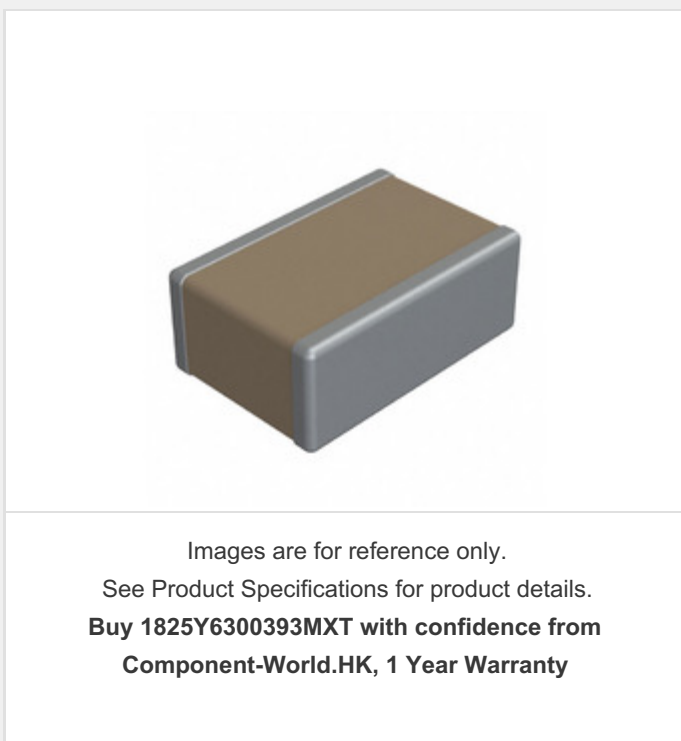 Images are for reference only.
See Product Specifications for product details.
Buy 1825Y6300393MXT with confidence from
Component-World.HK, 1 Year Warranty